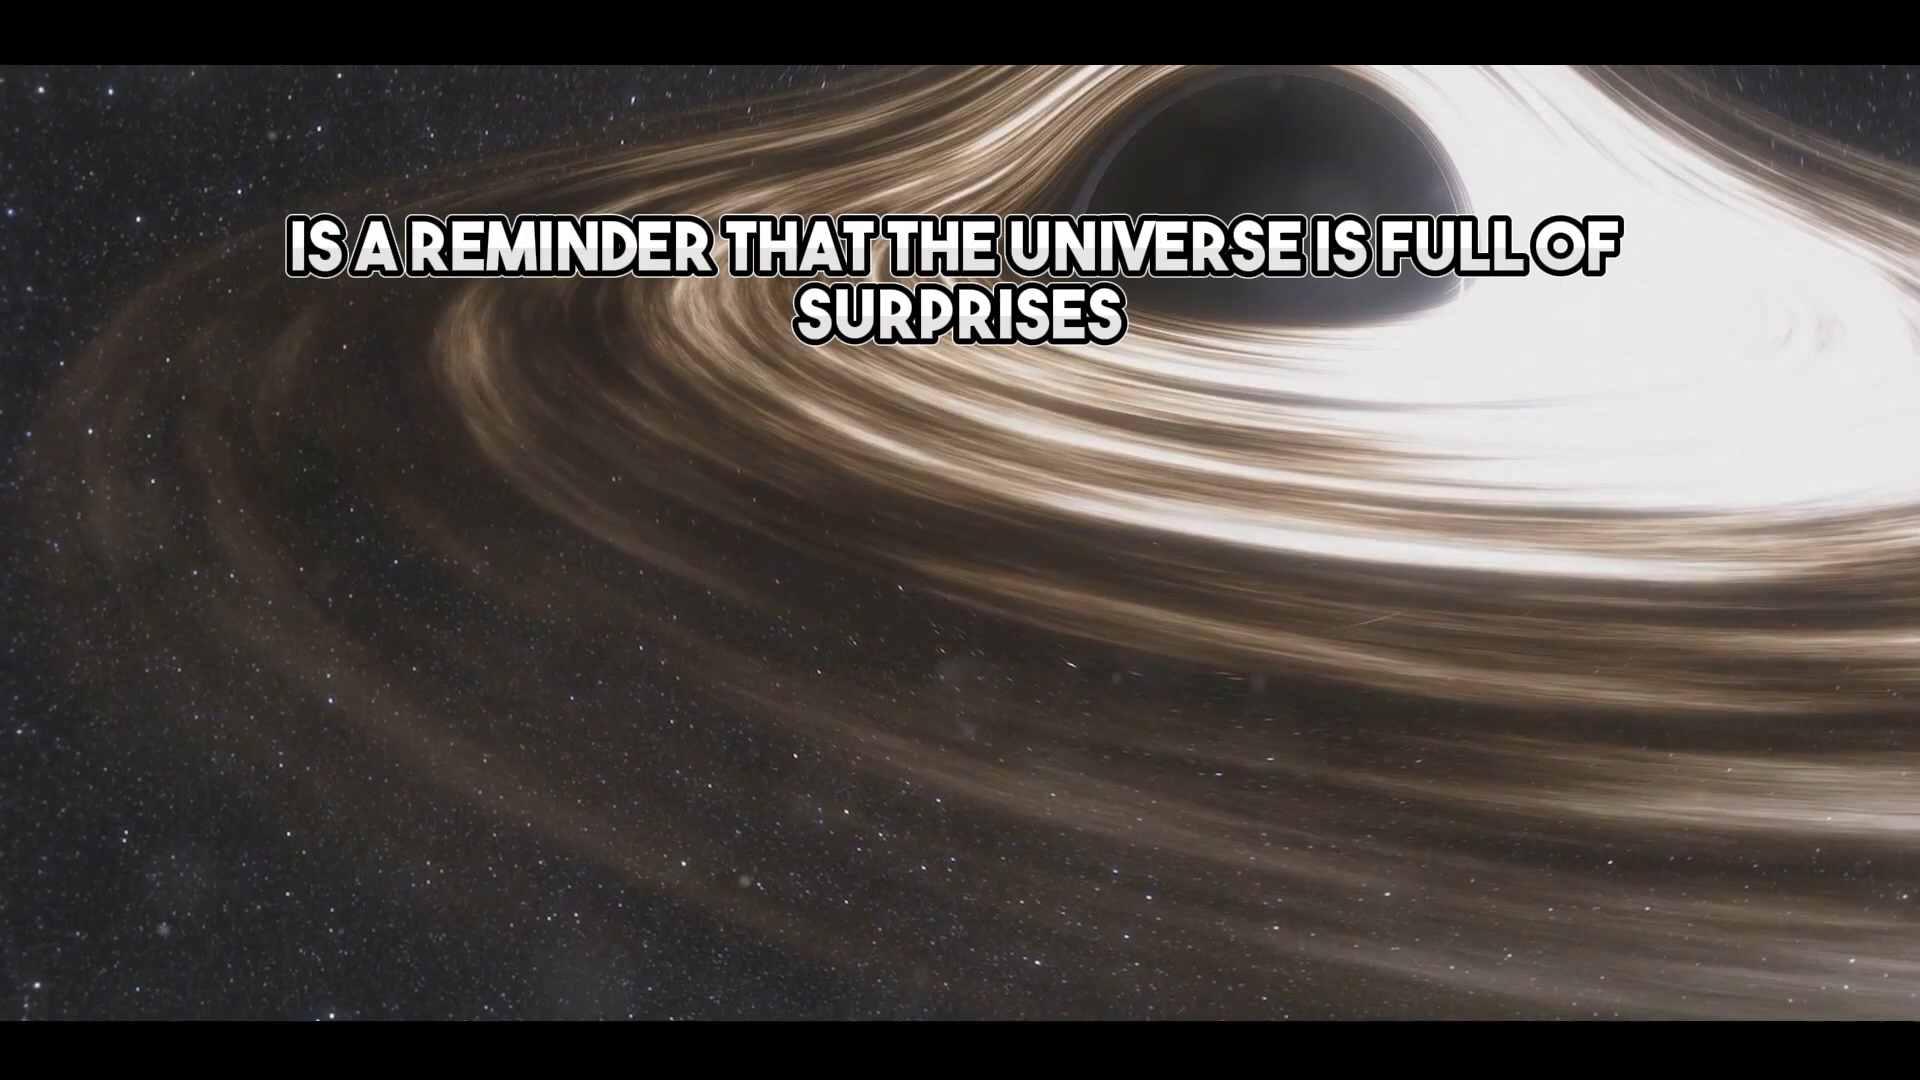 IS A REMINDER THAT THE UNIVERSE IS FULL OF
SURPRISES